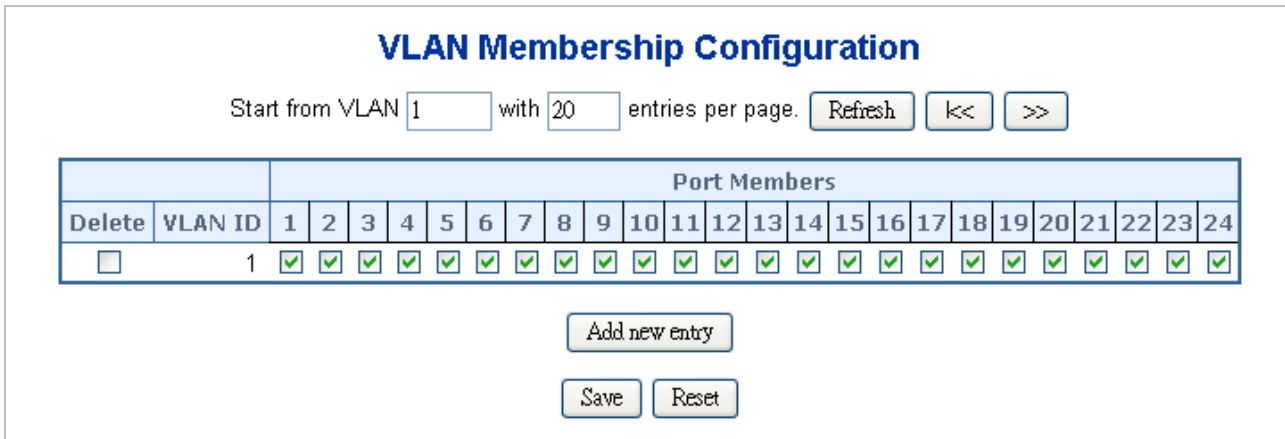 VLAN Membership Configuration
Start from VLAN 1 with 20 entries per page. Refresh |<< >>
Port Members
Delete VLAN ID 1 2 3 4 5 6 7 8 9 10 11 12 13 14 15 16 17 18 19 20 21 22 23 24
1
Add new entry
Save Reset